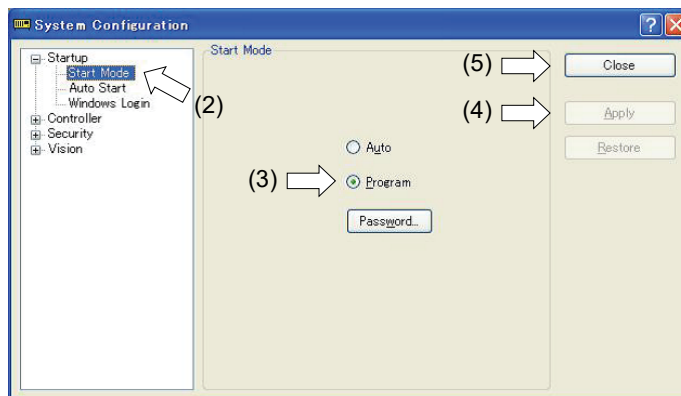 System Configuration
Startup
Start Mode
Auto Start
Windows Login
Controller
Security
Vision
Start Mode
(2)
(3)
Auto
Program
Password...
(5)
Close
(4)
Apply
Restore